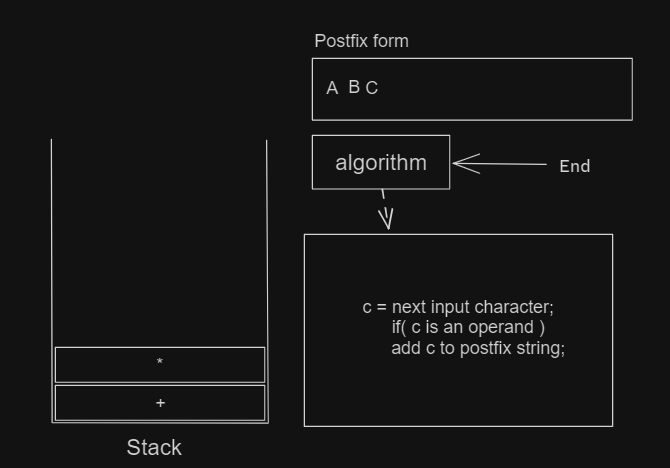 Postfix form
A B C
algorithm
End
c = next input character;
if( c is an operand )
add c to postfix string;
*
+
Stack